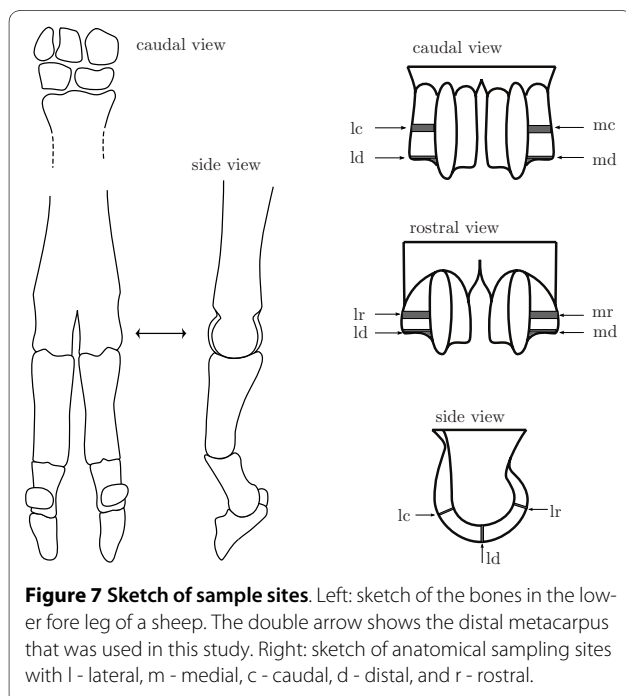 caudal view
side view
caudal view
lc
mc
ld
md
rostral view
lr
mr
ld
md
side view
lc
lr
ld
Figure 7 Sketch of sample sites. Left: sketch of the bones in the low-
er fore leg of a sheep. The double arrow shows the distal metacarpus
that was used in this study. Right: sketch of anatomical sampling sites
with l - lateral, m - medial, c - caudal, d - distal, and r - rostral.